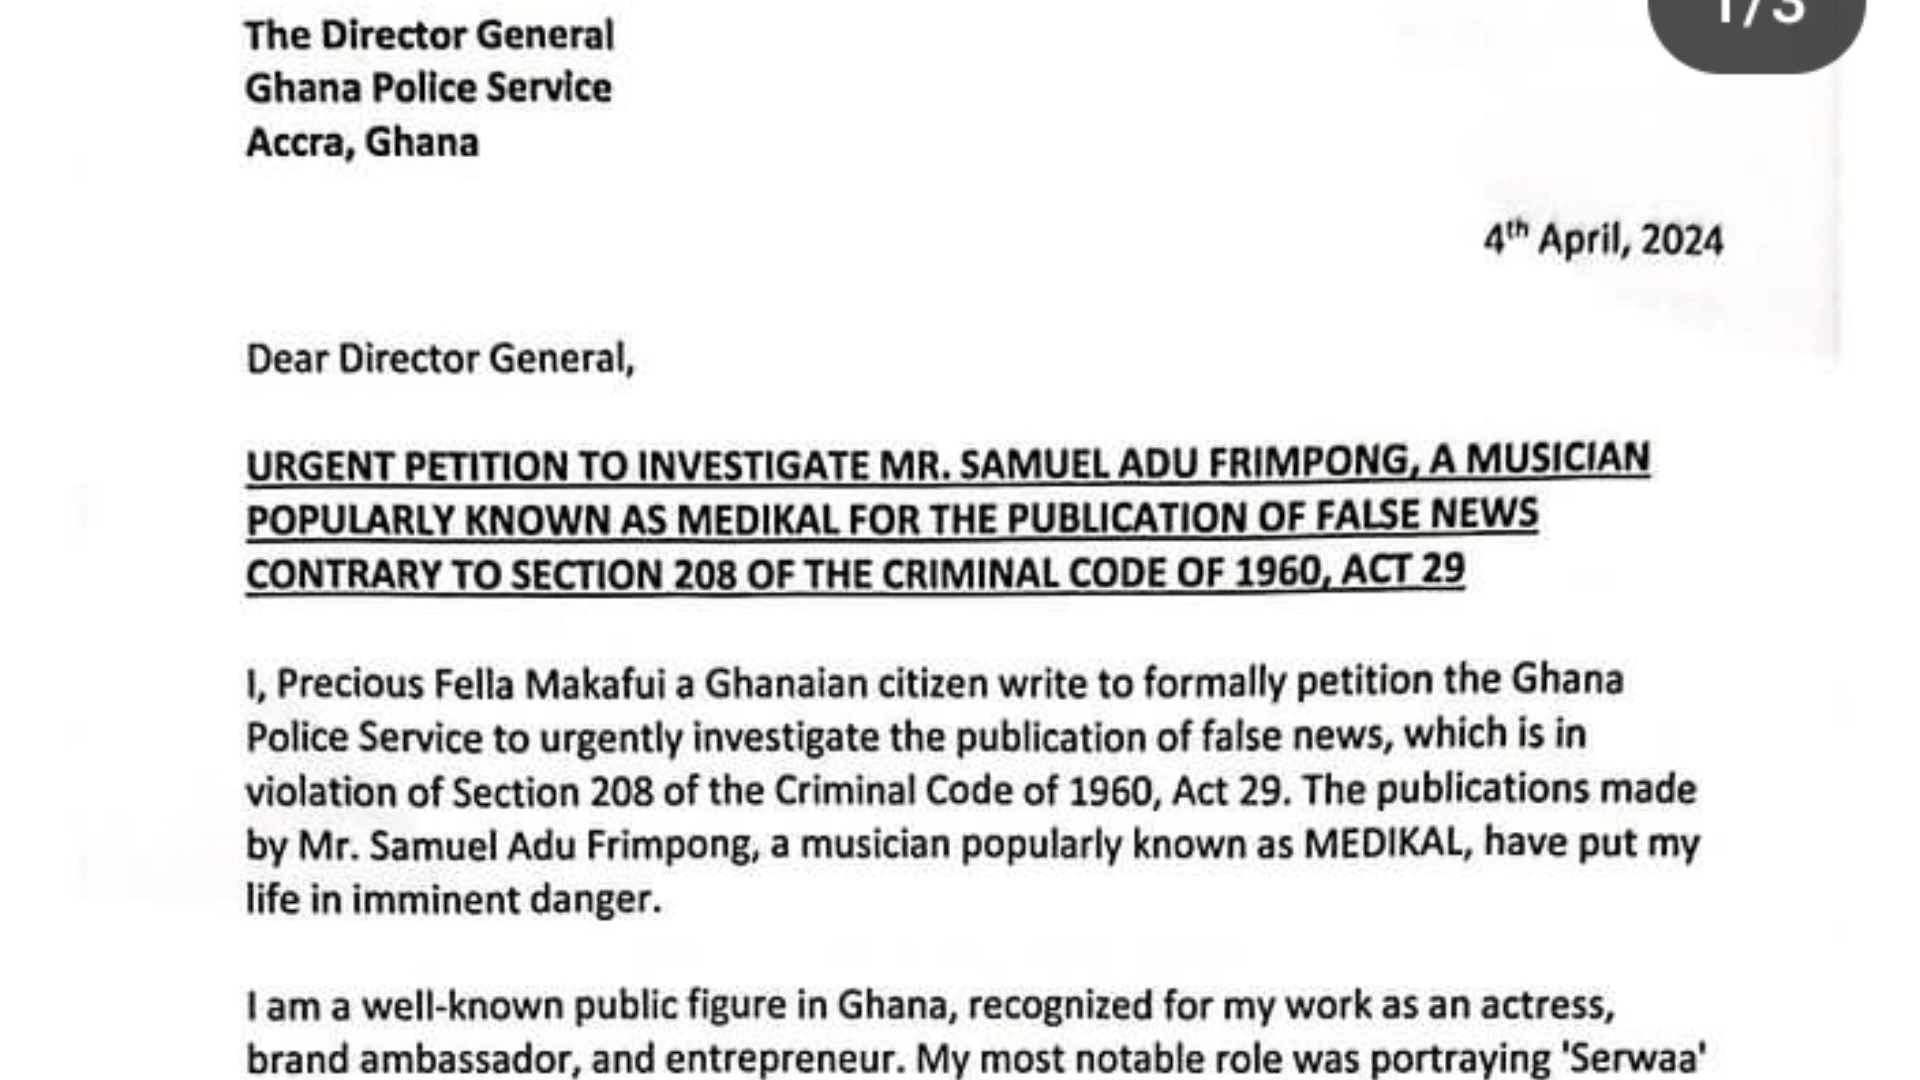 1/3
The Director General
Ghana Police Service
Accra, Ghana
4th April, 2024
Dear Director General,
URGENT PETITION TO INVESTIGATE MR. SAMUEL ADU FRIMPONG, A MUSICIAN
POPULARLY KNOWN AS MEDIKAL FOR THE PUBLICATION OF FALSE NEWS
CONTRARY TO SECTION 208 OF THE CRIMINAL CODE OF 1960, ACT 29
I, Precious Fella Makafui a Ghanaian citizen write to formally petition the Ghana
Police Service to urgently investigate the publication of false news, which is in
violation of Section 208 of the Criminal Code of 1960, Act 29. The publications made
by Mr. Samuel Adu Frimpong, a musician popularly known as MEDIKAL, have put my
life in imminent danger.
I am a well-known public figure in Ghana, recognized for my work as an actress,
brand ambassador, and entrepreneur. My most notable role was portraying 'Serwaa'